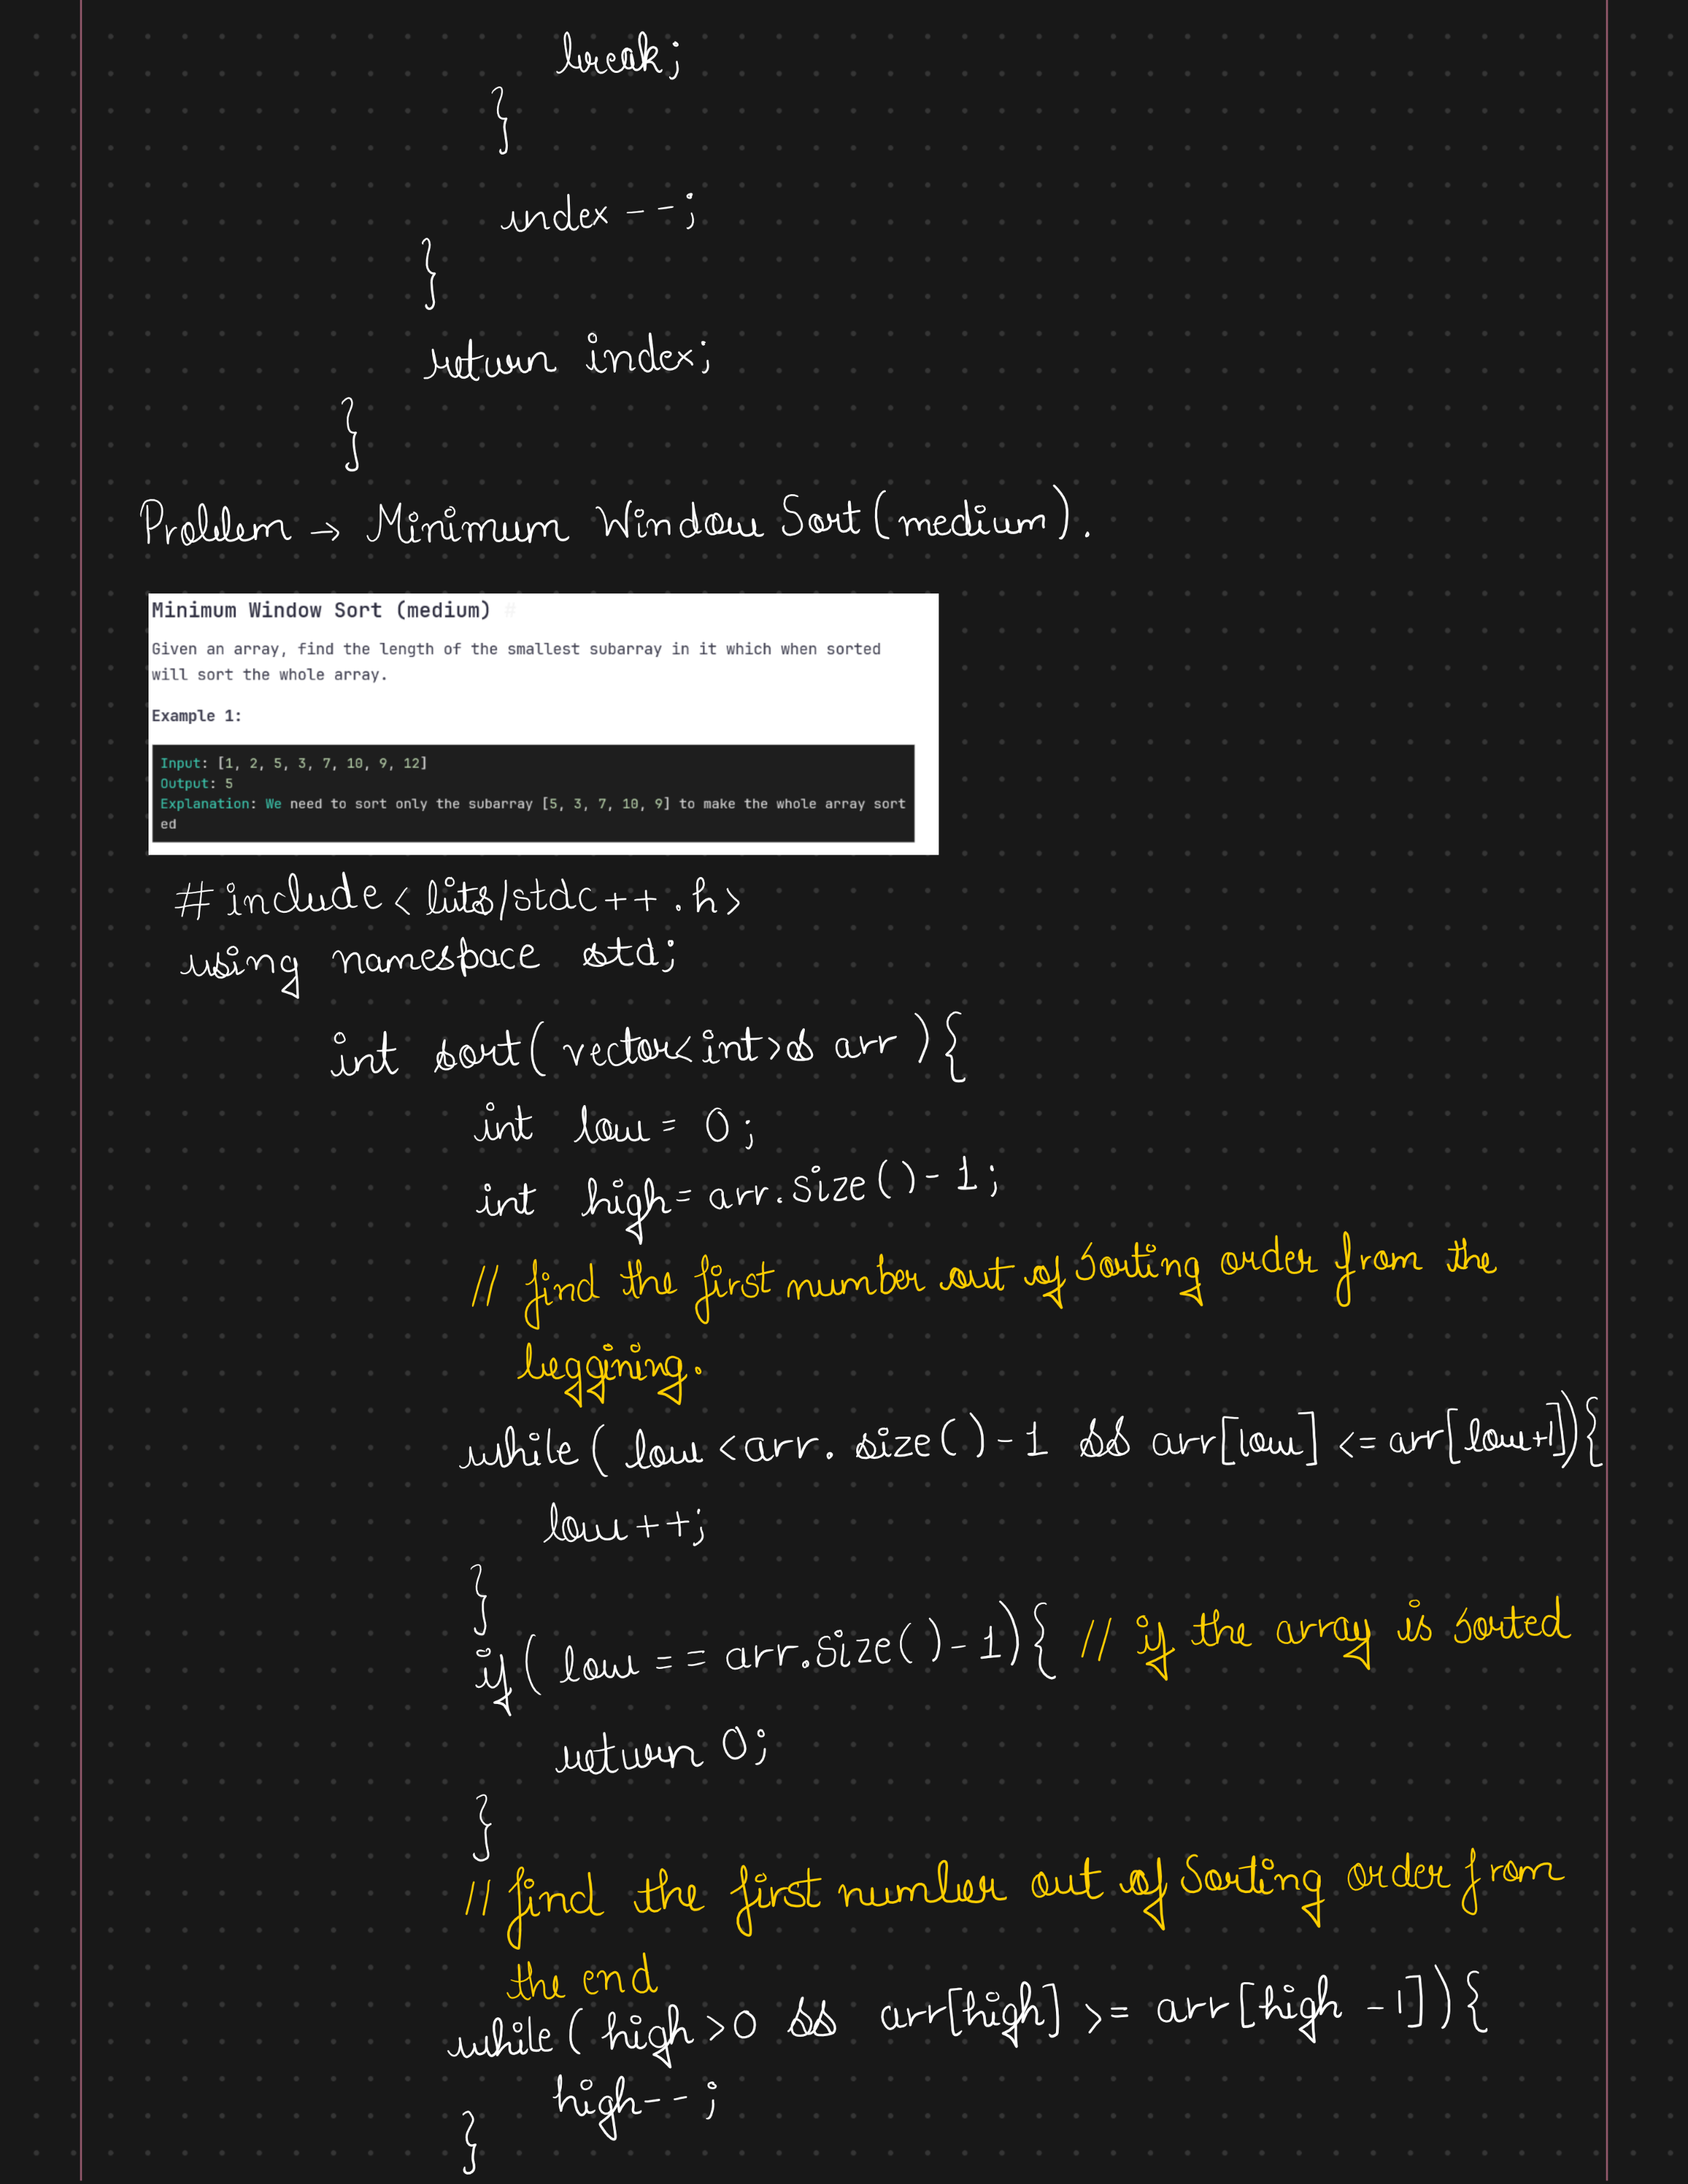 break;
}
index--;
}
return index;
}
Problem → Minimum Window Sort (medium).
Minimum Window Sort (medium) #
Given an array, find the length of the smallest subarray in it which when sorted
will sort the whole array.
Example 1:
Input: [1, 2, 5, 3, 7, 10, 9, 12]
Output: 5
Explanation: We need to sort only the subarray [5, 3, 7, 10, 9] to make the whole array sort
ed
#include<bits/stdc++.h>
using namespace std;
int sort(vector<int>& arr){
int low = 0;
int high = arr.size()-1;
// find the first number out of sorting order from the
beggining.
while(low <arr.size()-1 && arr[low] <= arr[low+1]){
low++;
}
if(low == arr.size()-1){ // if the array is sorted
return 0;
}
// find the first number out of sorting order from
the end
while(high>0 && arr[high] >= arr[high -1]){
high--;
}